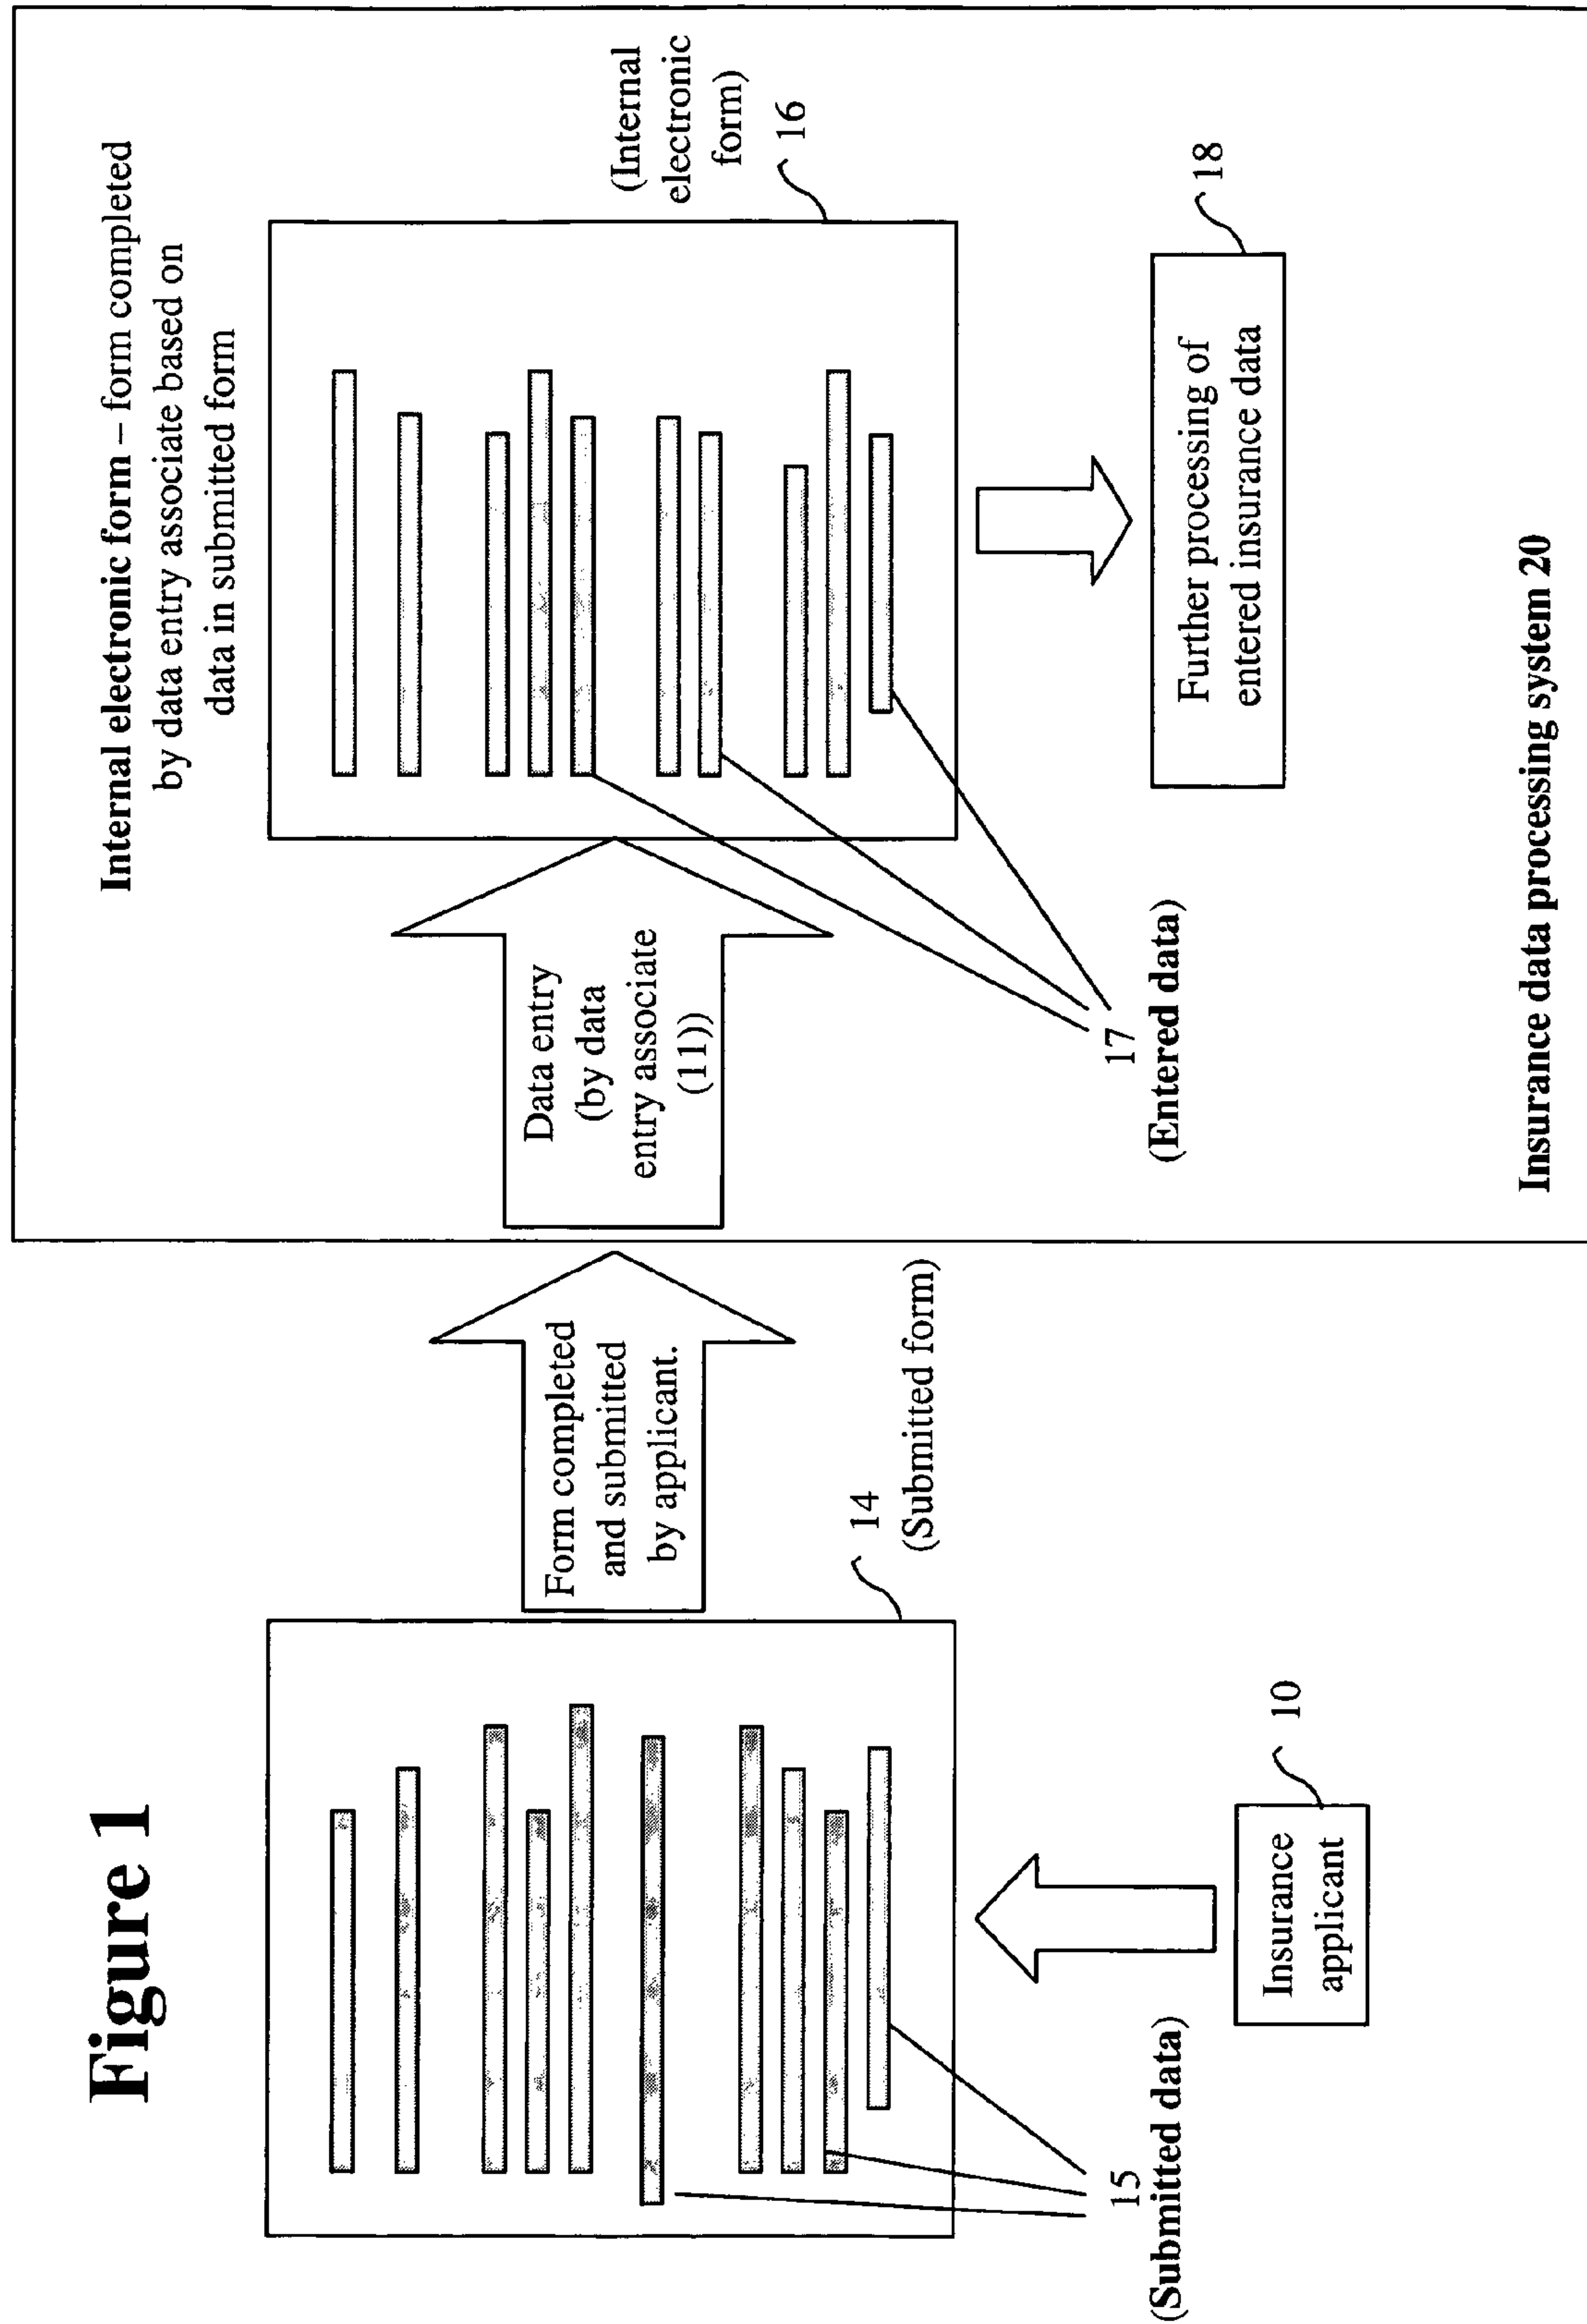 Figure 1
Internal electronic form – form completed
by data entry associate based on
data in submitted form
Form completed
and submitted
by applicant.
Data entry
(by data
entry associate
(11))
(Internal
electronic
form)
16
14
(Submitted form)
15
(Submitted data)
Insurance
applicant
10
17
(Entered data)
Further processing of
entered insurance data
18
Insurance data processing system 20